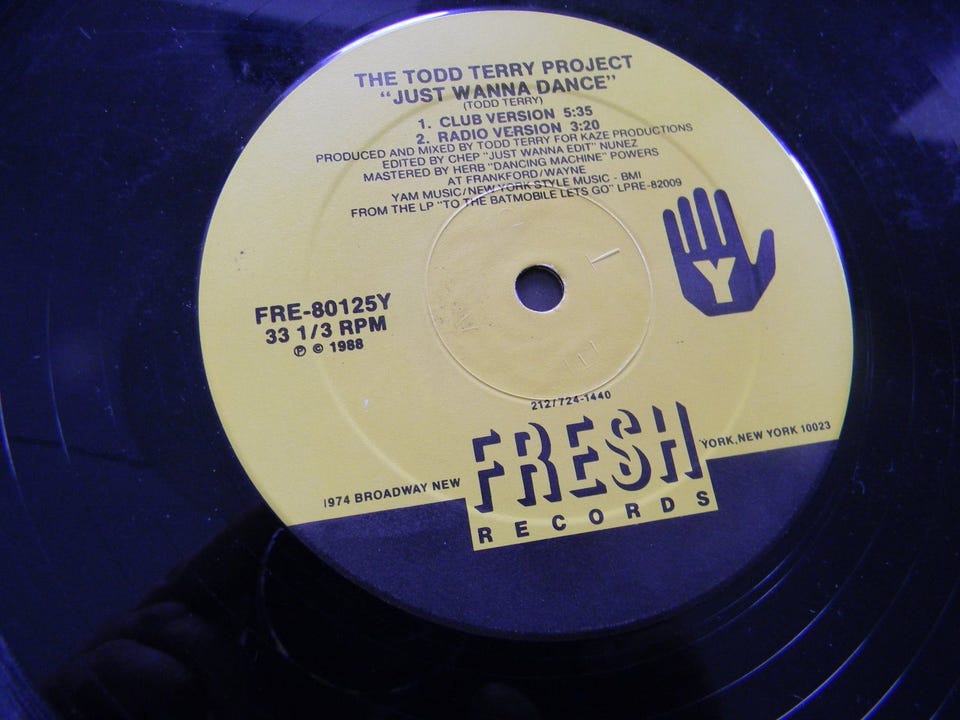 THE TODD TERRY PROJECT
“JUST WANNA DANCE”
(TODD TERRY)
1. CLUB VERSION 5:35
2. RADIO VERSION 3:20
PRODUCED AND MIXED BY TODD TERRY FOR KAZE PRODUCTIONS
EDITED BY CHEP “JUST WANNA EDIT” NUNEZ
MASTERED BY HERB “DANCING MACHINE” POWERS
AT FRANKFORD/WAYNE
YAM MUSIC/NEW YORK STYLE MUSIC - BMI
FROM THE LP “TO THE BATMOBILE LETS GO” LPRE-82009
Y
FRE-80125Y
33 1/3 RPM
℗ © 1988
212/724-1440
1974 BROADWAY NEW YORK, NEW YORK 10023
FRESH
RECORDS